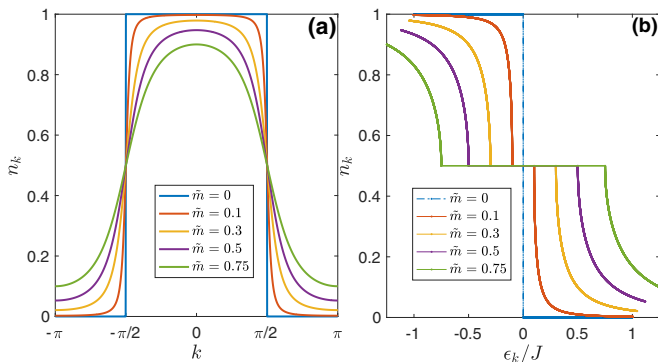 (a)
n_k
1
0.8
0.6
0.4
0.2
0
m̃ = 0
m̃ = 0.1
m̃ = 0.3
m̃ = 0.5
m̃ = 0.75
-π
-π/2
0
π/2
π
k
(b)
n_k
1
0.8
0.6
0.4
0.2
0
m̃ = 0
m̃ = 0.1
m̃ = 0.3
m̃ = 0.5
m̃ = 0.75
-1
-0.5
0
0.5
1
ϵ_k/J